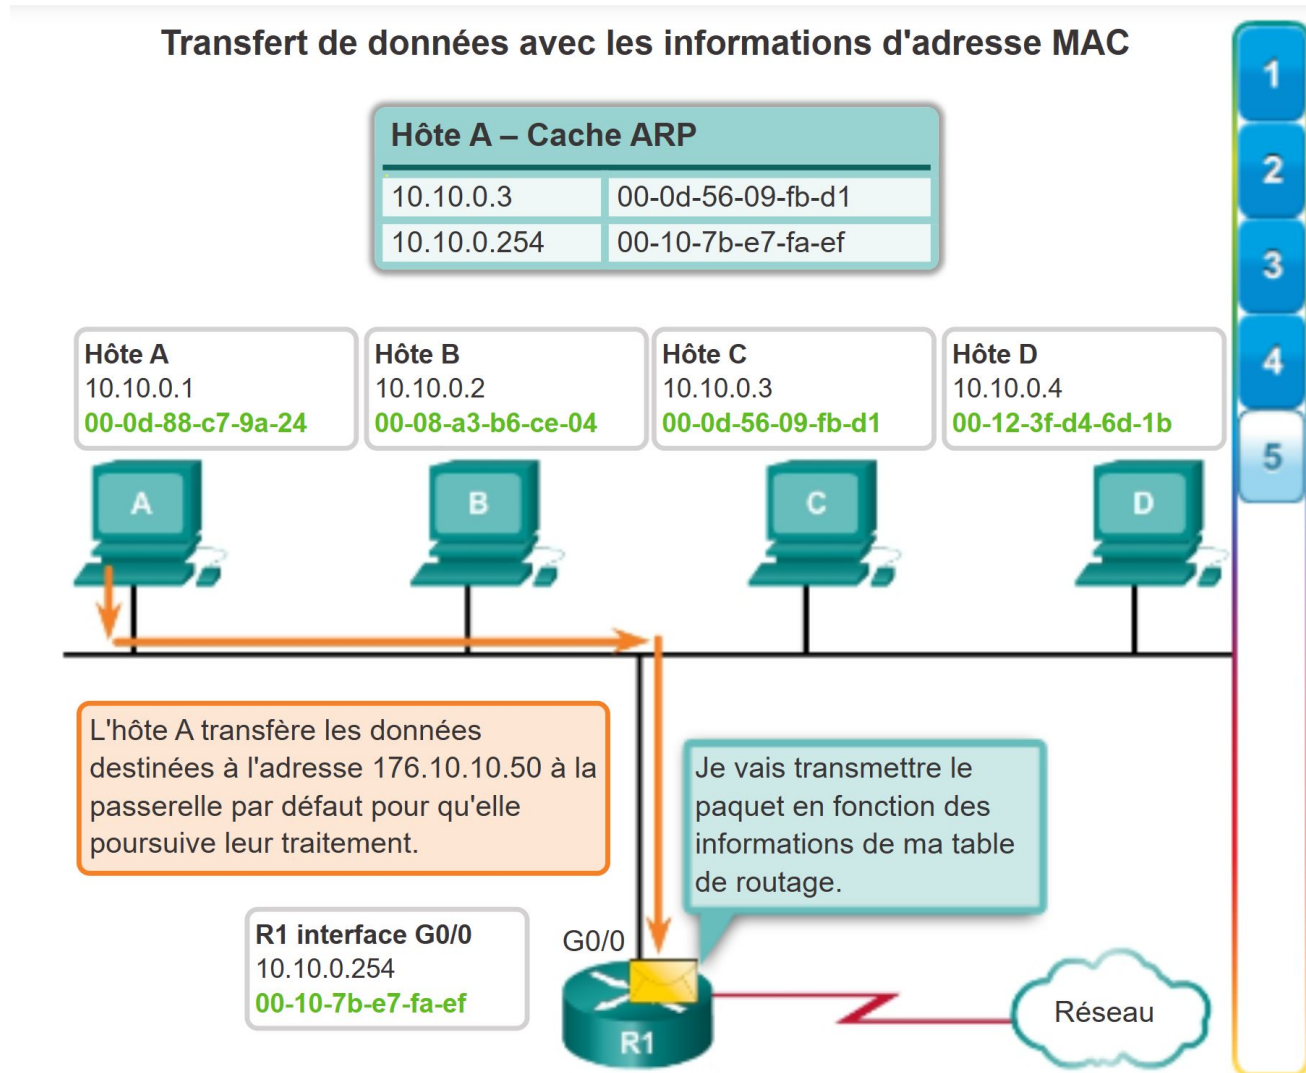 Transfert de données avec les informations d'adresse MAC
1
2
3
4
5
Hôte A – Cache ARP
10.10.0.3 00-0d-56-09-fb-d1
10.10.0.254 00-10-7b-e7-fa-ef
Hôte A
10.10.0.1
00-0d-88-c7-9a-24
Hôte B
10.10.0.2
00-08-a3-b6-ce-04
Hôte C
10.10.0.3
00-0d-56-09-fb-d1
Hôte D
10.10.0.4
00-12-3f-d4-6d-1b
A
B
C
D
L'hôte A transfère les données
destinées à l'adresse 176.10.10.50 à la
passerelle par défaut pour qu'elle
poursuive leur traitement.
Je vais transmettre le
paquet en fonction des
informations de ma table
de routage.
R1 interface G0/0
10.10.0.254
00-10-7b-e7-fa-ef
G0/0
R1
Réseau